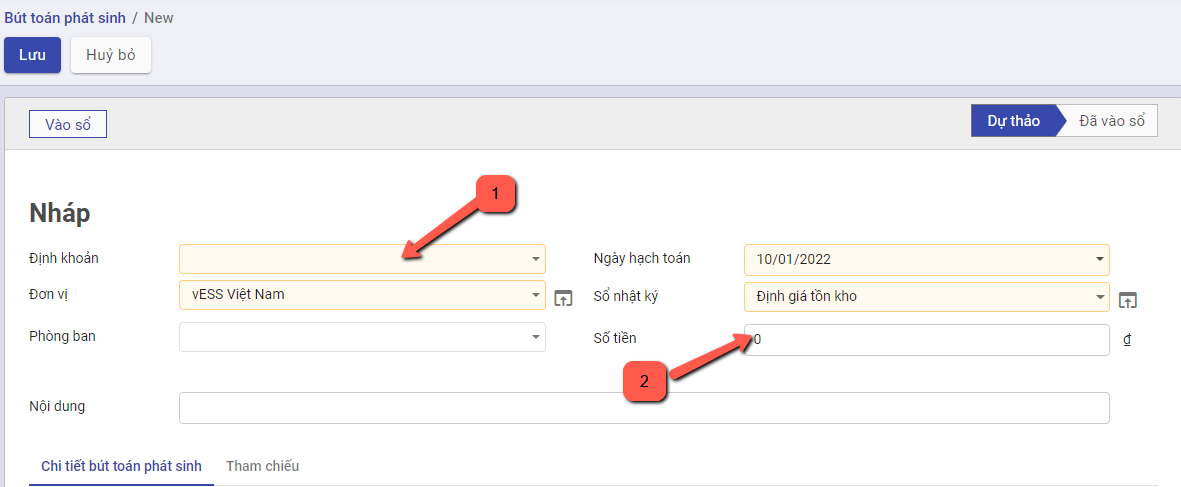 Bút toán phát sinh / New
Lưu Huỷ bỏ
Vào sổ Dự thảo Đã vào sổ
1
Nháp
Định khoản Ngày hạch toán 10/01/2022
Đơn vị vESS Việt Nam Sổ nhật ký Định giá tồn kho
Phòng ban Số tiền 0 ₫
2
Nội dung
Chi tiết bút toán phát sinh Tham chiếu